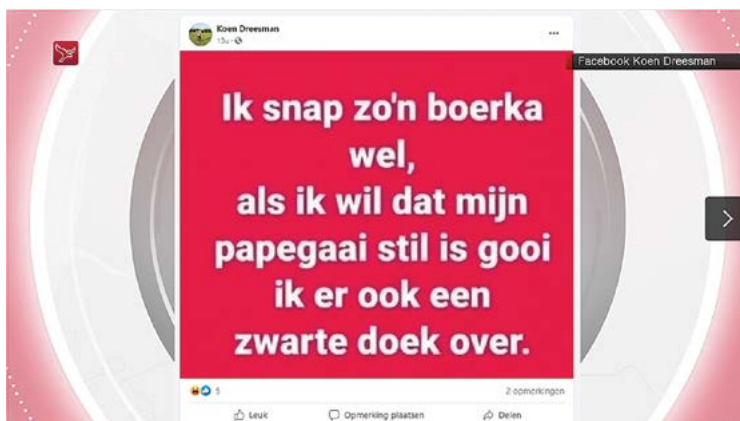 Koen Dreesman
15u
Facebook Koen Dreesman
Ik snap zo'n boerka
wel,
als ik wil dat mijn
papegaai stil is gooi
ik er ook een
zwarte doek over.
5
2 opmerkingen
Leuk
Opmerking plaatsen
Delen